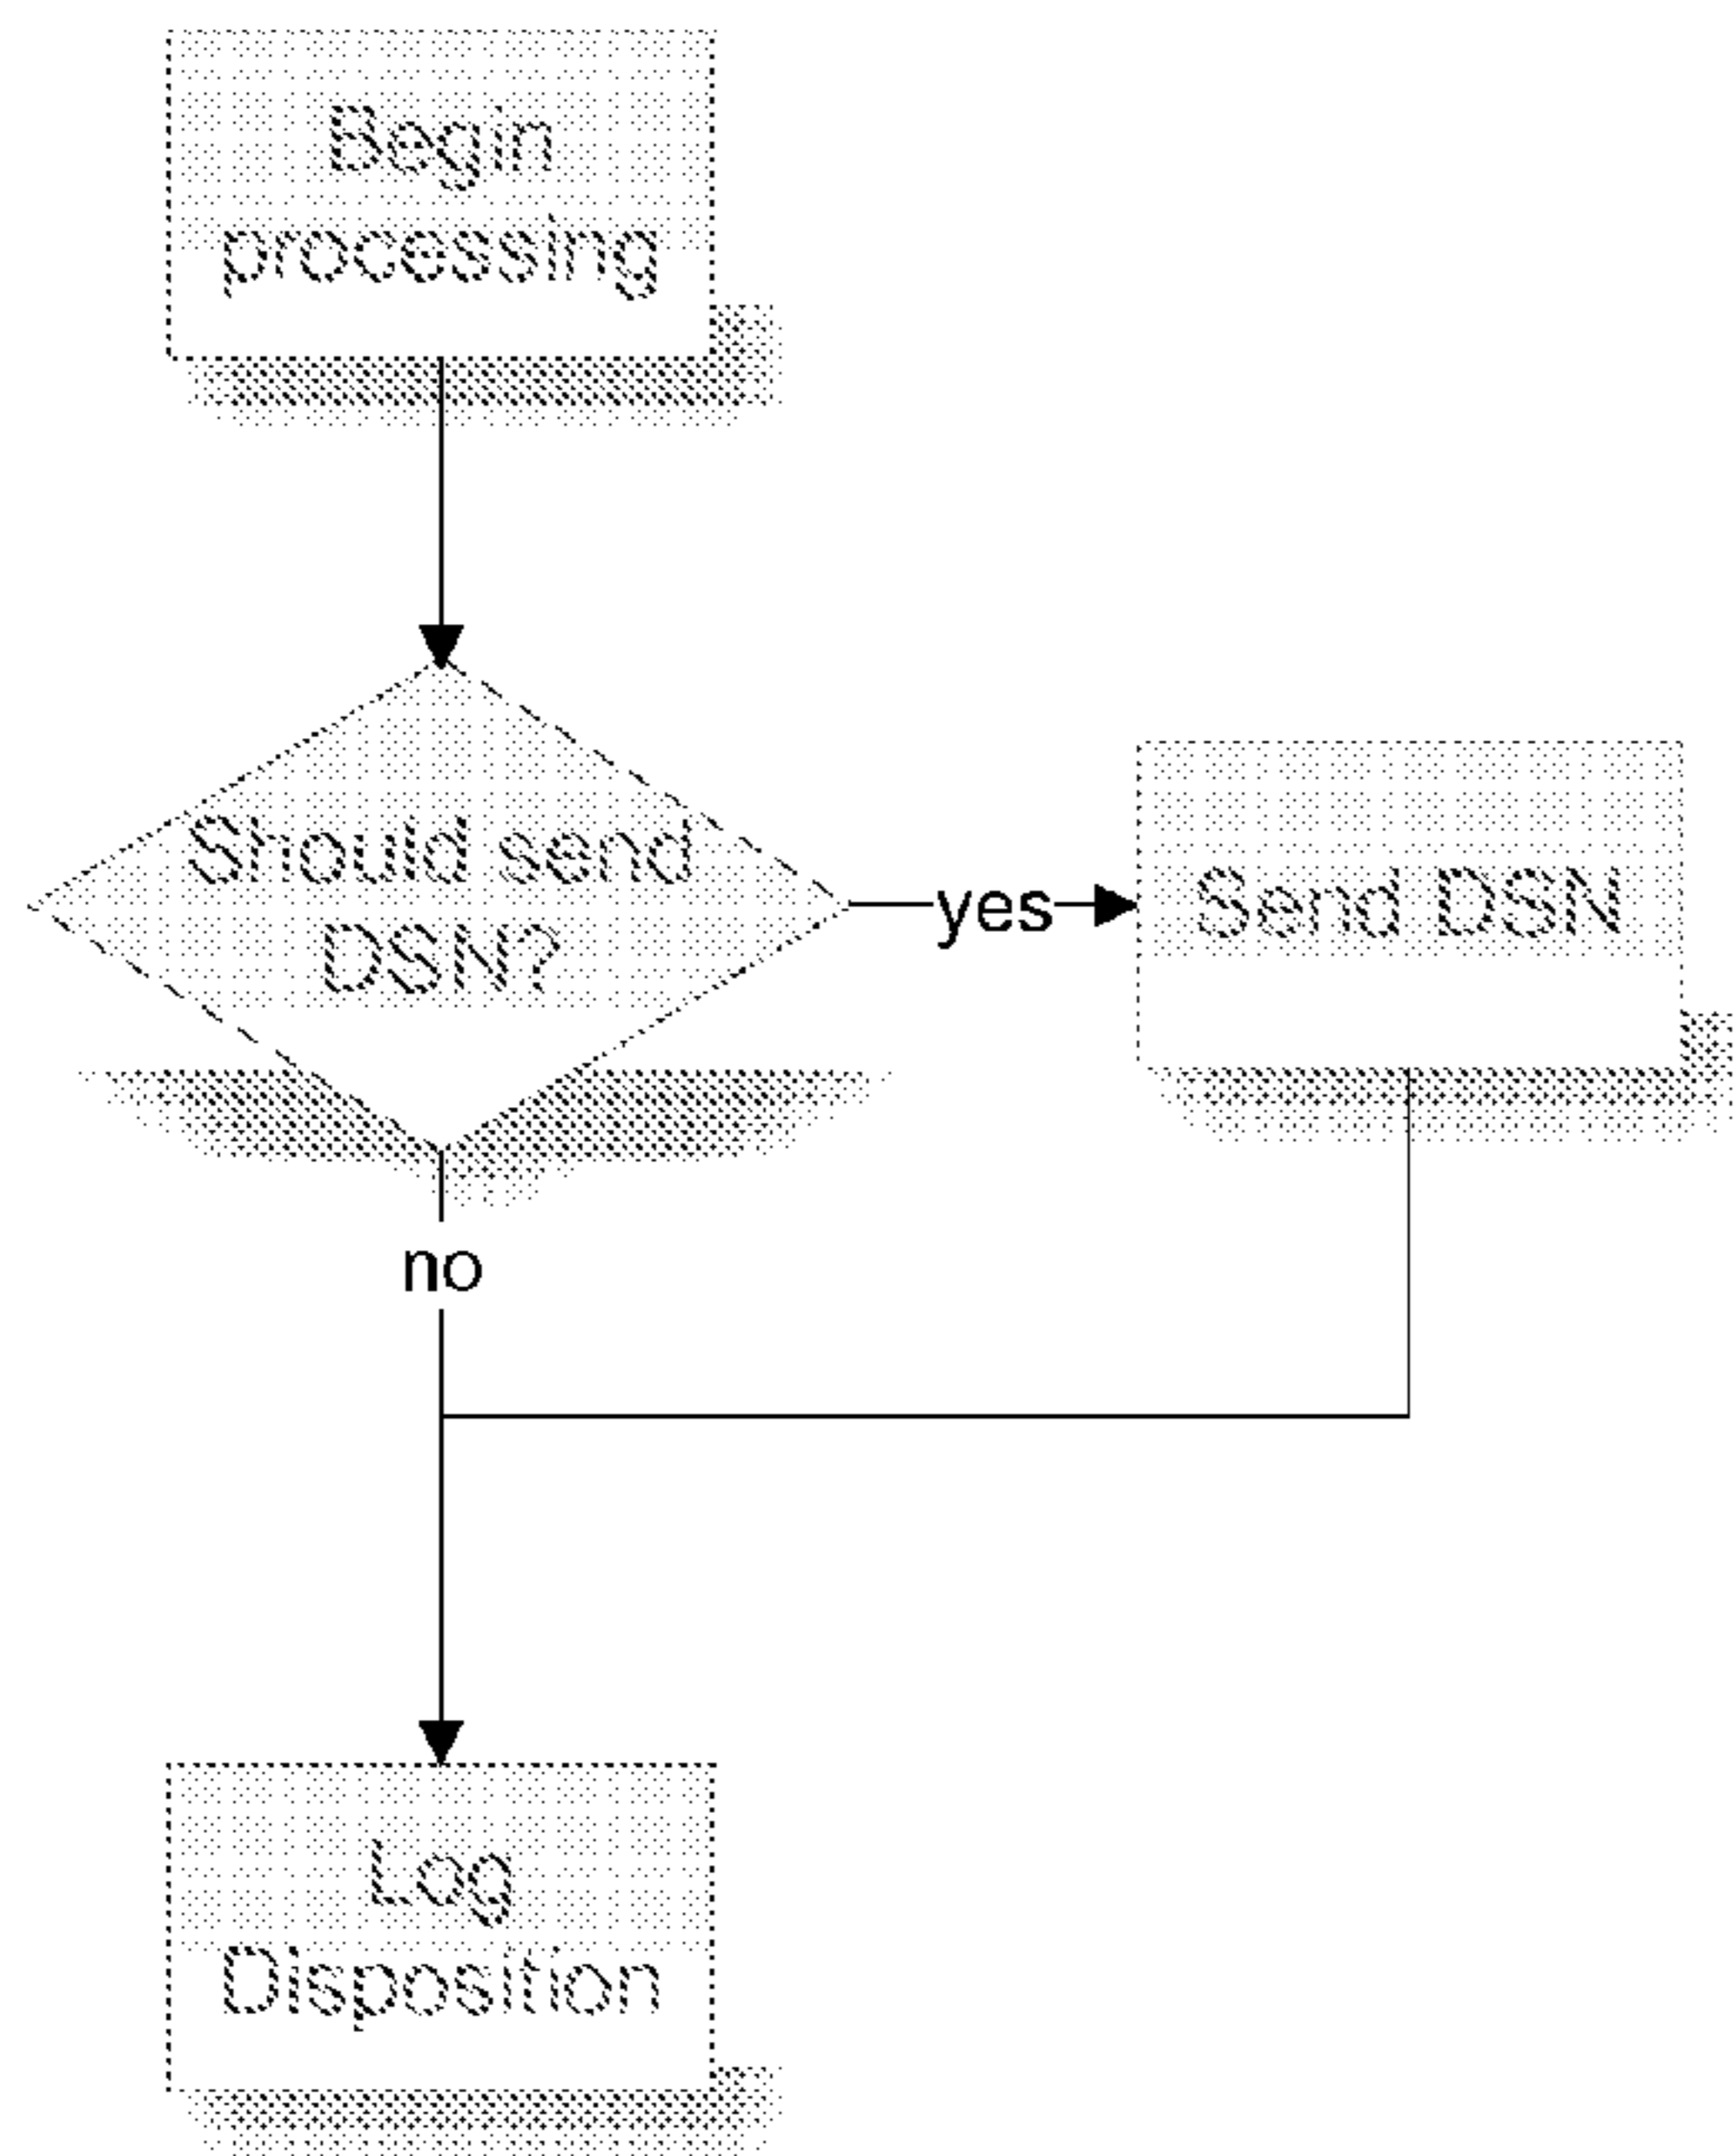 Begin
processing
Should send
DSN?
yes
Send DSN
no
Log
Disposition